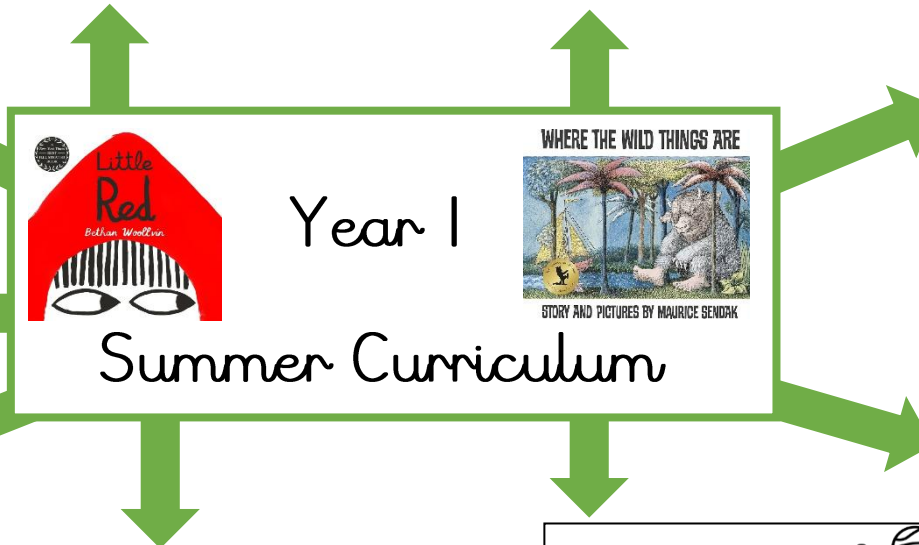 Little
Red
Bethan Woollvin
Year 1
WHERE THE WILD THINGS ARE
STORY AND PICTURES BY MAURICE SENDAK
Summer Curriculum